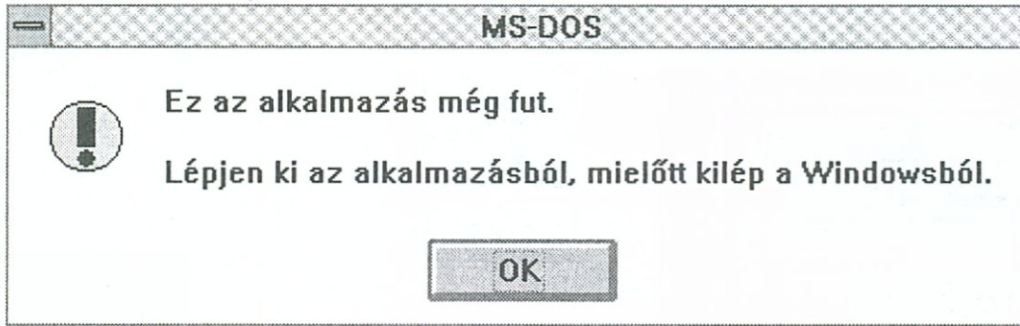 MS-DOS
Ez az alkalmazás még fut.
Lépjen ki az alkalmazásból, mielőtt kilép a Windowsból.
OK